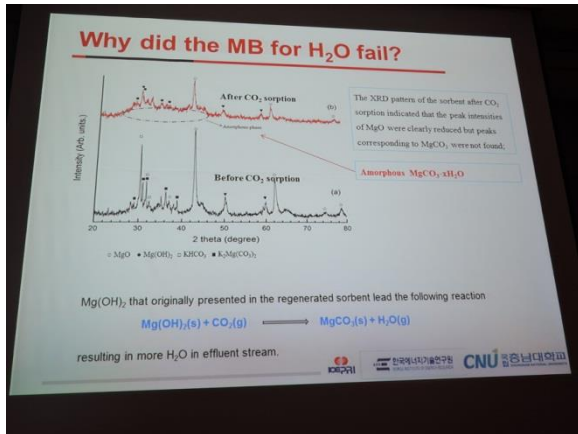 Why did the MB for H₂O fail?
After CO₂ sorption
(b)
Amorphous phase
Before CO₂ sorption
(a)
Intensity (Arb. units)
20 30 40 50 60 70 80
2 theta (degree)
○ MgO ● Mg(OH)₂ □ KHCO₃ ■ K₂Mg(CO₃)₂
The XRD pattern of the sorbent after CO₂
sorption indicated that the peak intensities
of MgO were clearly reduced but peaks
corresponding to MgCO₃ were not found;
Amorphous MgCO₃·xH₂O
Mg(OH)₂ that originally presented in the regenerated sorbent lead the following reaction
Mg(OH)₂(s) + CO₂(g) ⟹ MgCO₃(s) + H₂O(g)
resulting in more H₂O in effluent stream.
한국에너지기술연구원
CNU 충남대학교